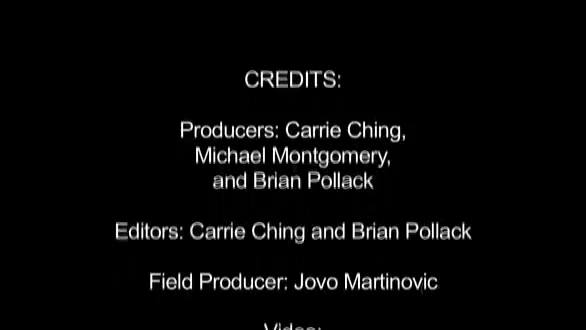 CREDITS:
Producers: Carrie Ching,
Michael Montgomery,
and Brian Pollack
Editors: Carrie Ching and Brian Pollack
Field Producer: Jovo Martinovic
Video: